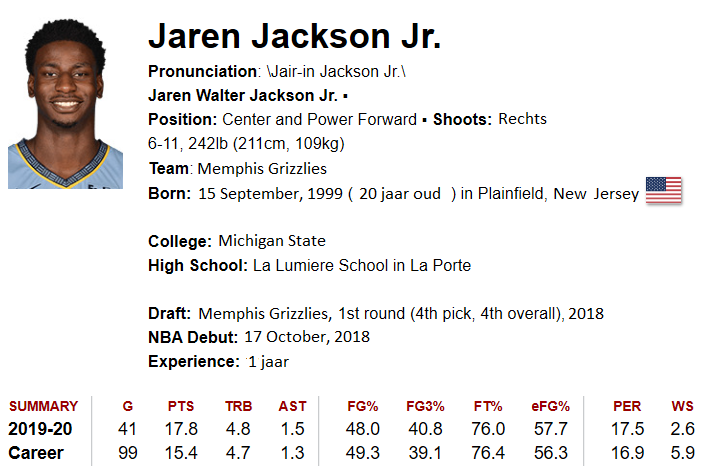 Jaren Jackson Jr.
Pronunciation: \Jair-in Jackson Jr.\
Jaren Walter Jackson Jr. ▪
Position: Center and Power Forward ▪ Shoots: Rechts
6-11, 242lb (211cm, 109kg)
Team: Memphis Grizzlies
Born: 15 September, 1999 ( 20 jaar oud ) in Plainfield, New Jersey
College: Michigan State
High School: La Lumiere School in La Porte
Draft: Memphis Grizzlies, 1st round (4th pick, 4th overall), 2018
NBA Debut: 17 October, 2018
Experience: 1 jaar
SUMMARY G PTS TRB AST FG% FG3% FT% eFG% PER WS
2019-20 41 17.8 4.8 1.5 48.0 40.8 76.0 57.7 17.5 2.6
Career 99 15.4 4.7 1.3 49.3 39.1 76.4 56.3 16.9 5.9